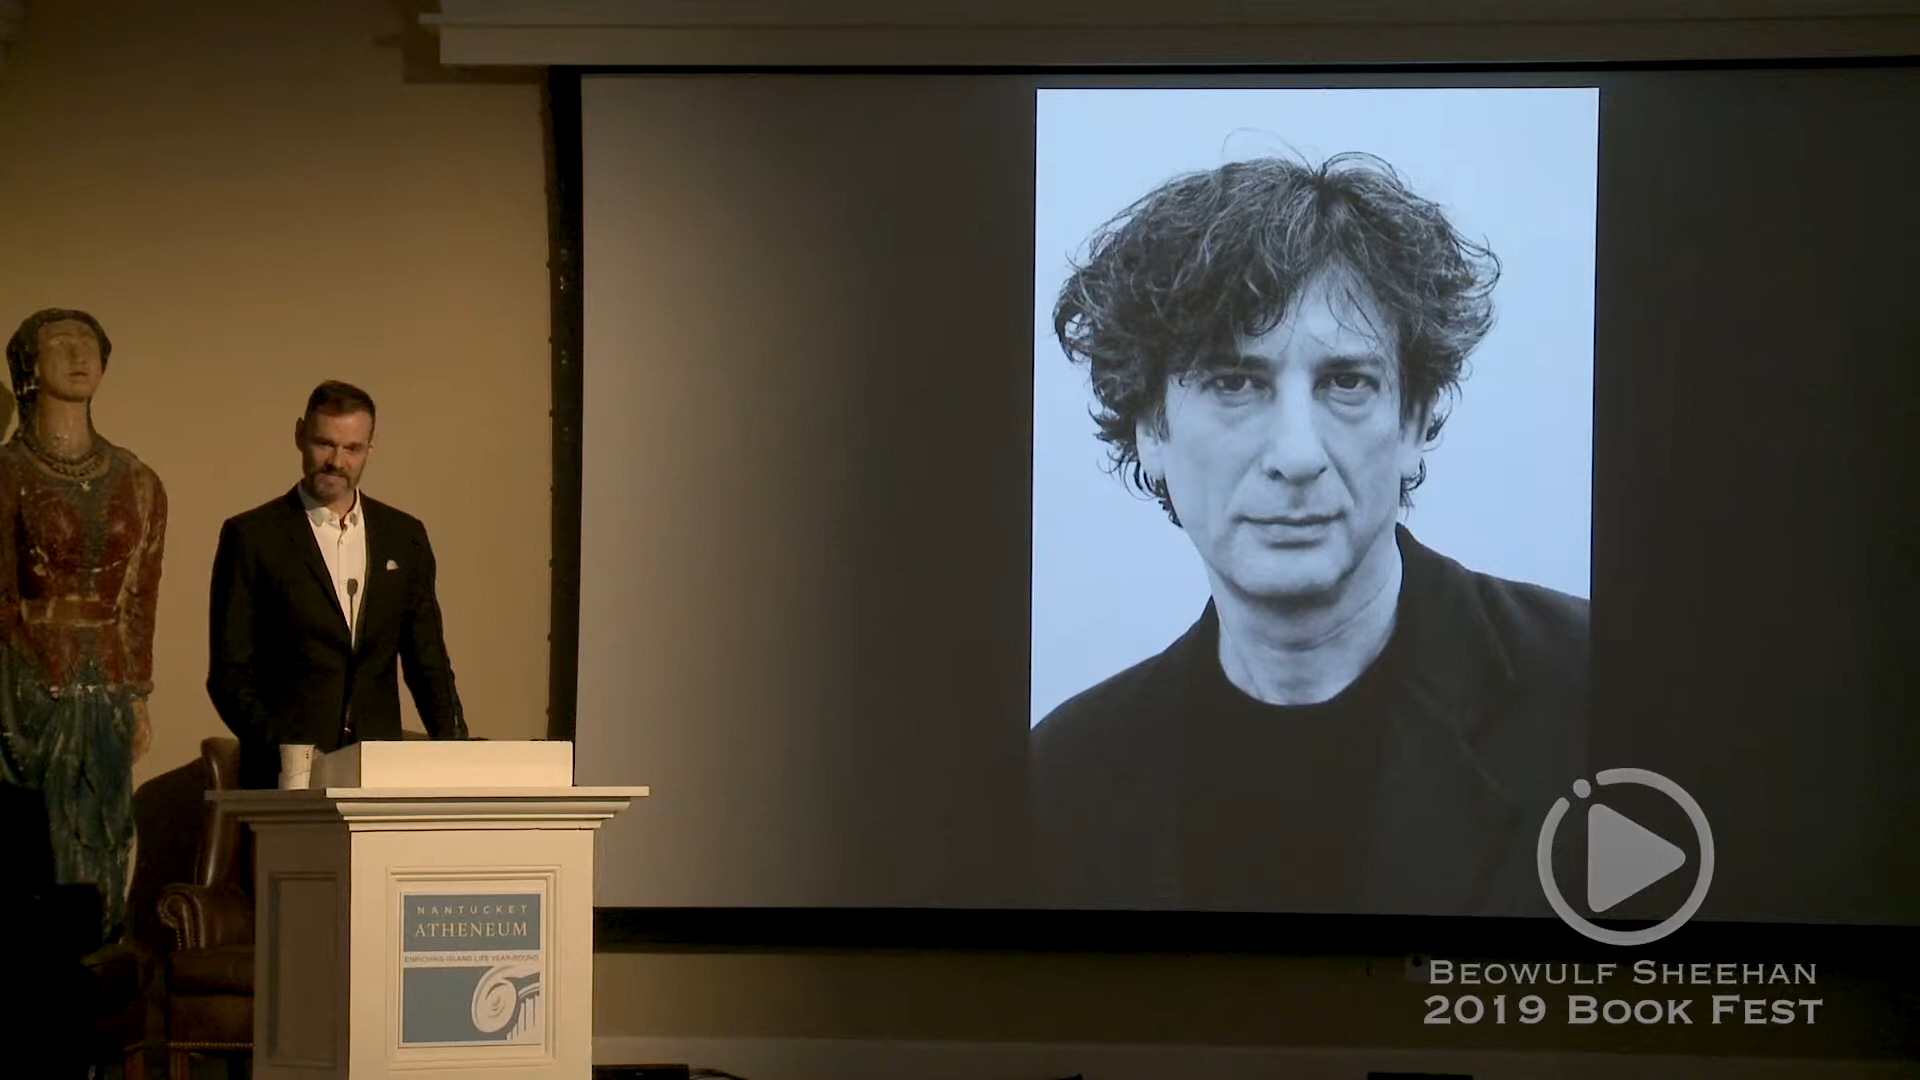 NANTUCKET
ATHENEUM
ENRICHING ISLAND LIFE YEAR-ROUND
BEOWULF SHEEHAN
2019 BOOK FEST